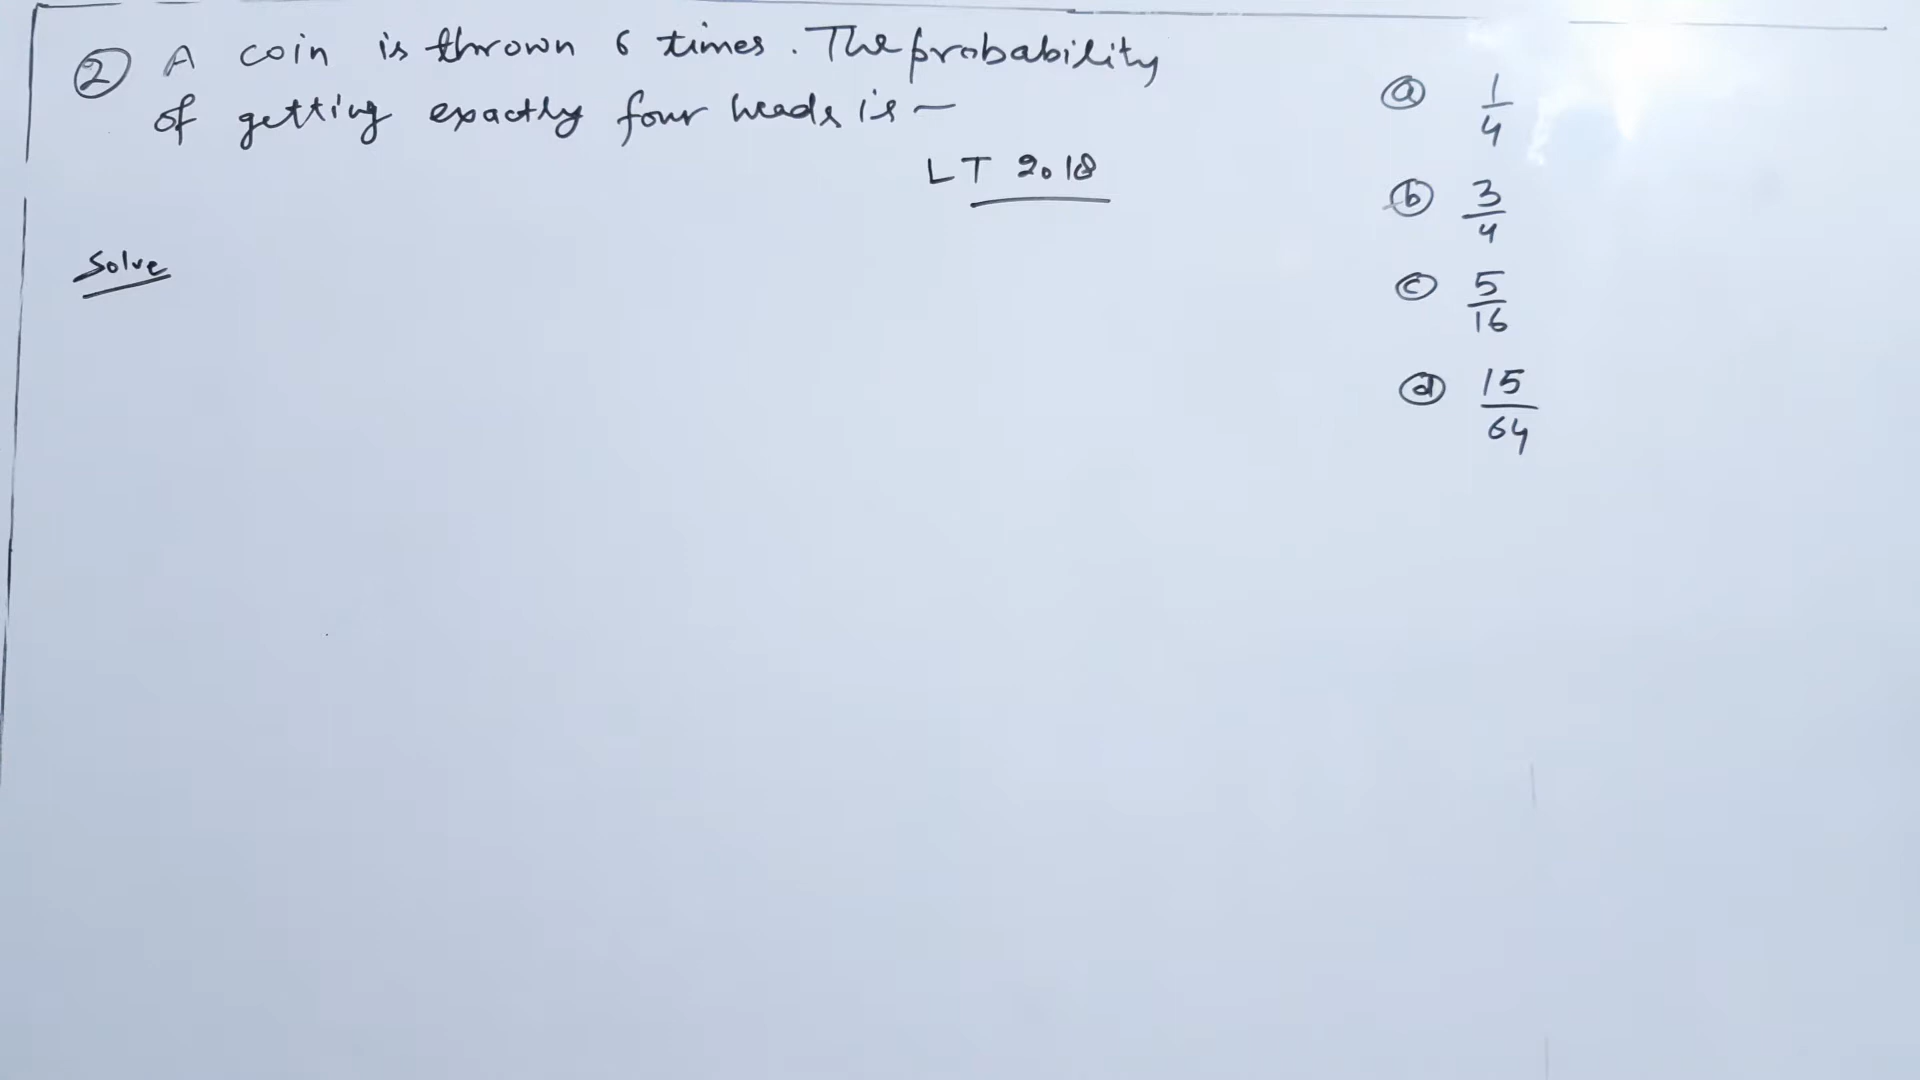 ② A coin is thrown 6 times. The probability
of getting exactly four heads is –
LT 2018
Solve
ⓐ 1/4
ⓑ 3/4
ⓒ 5/16
ⓓ 15/64